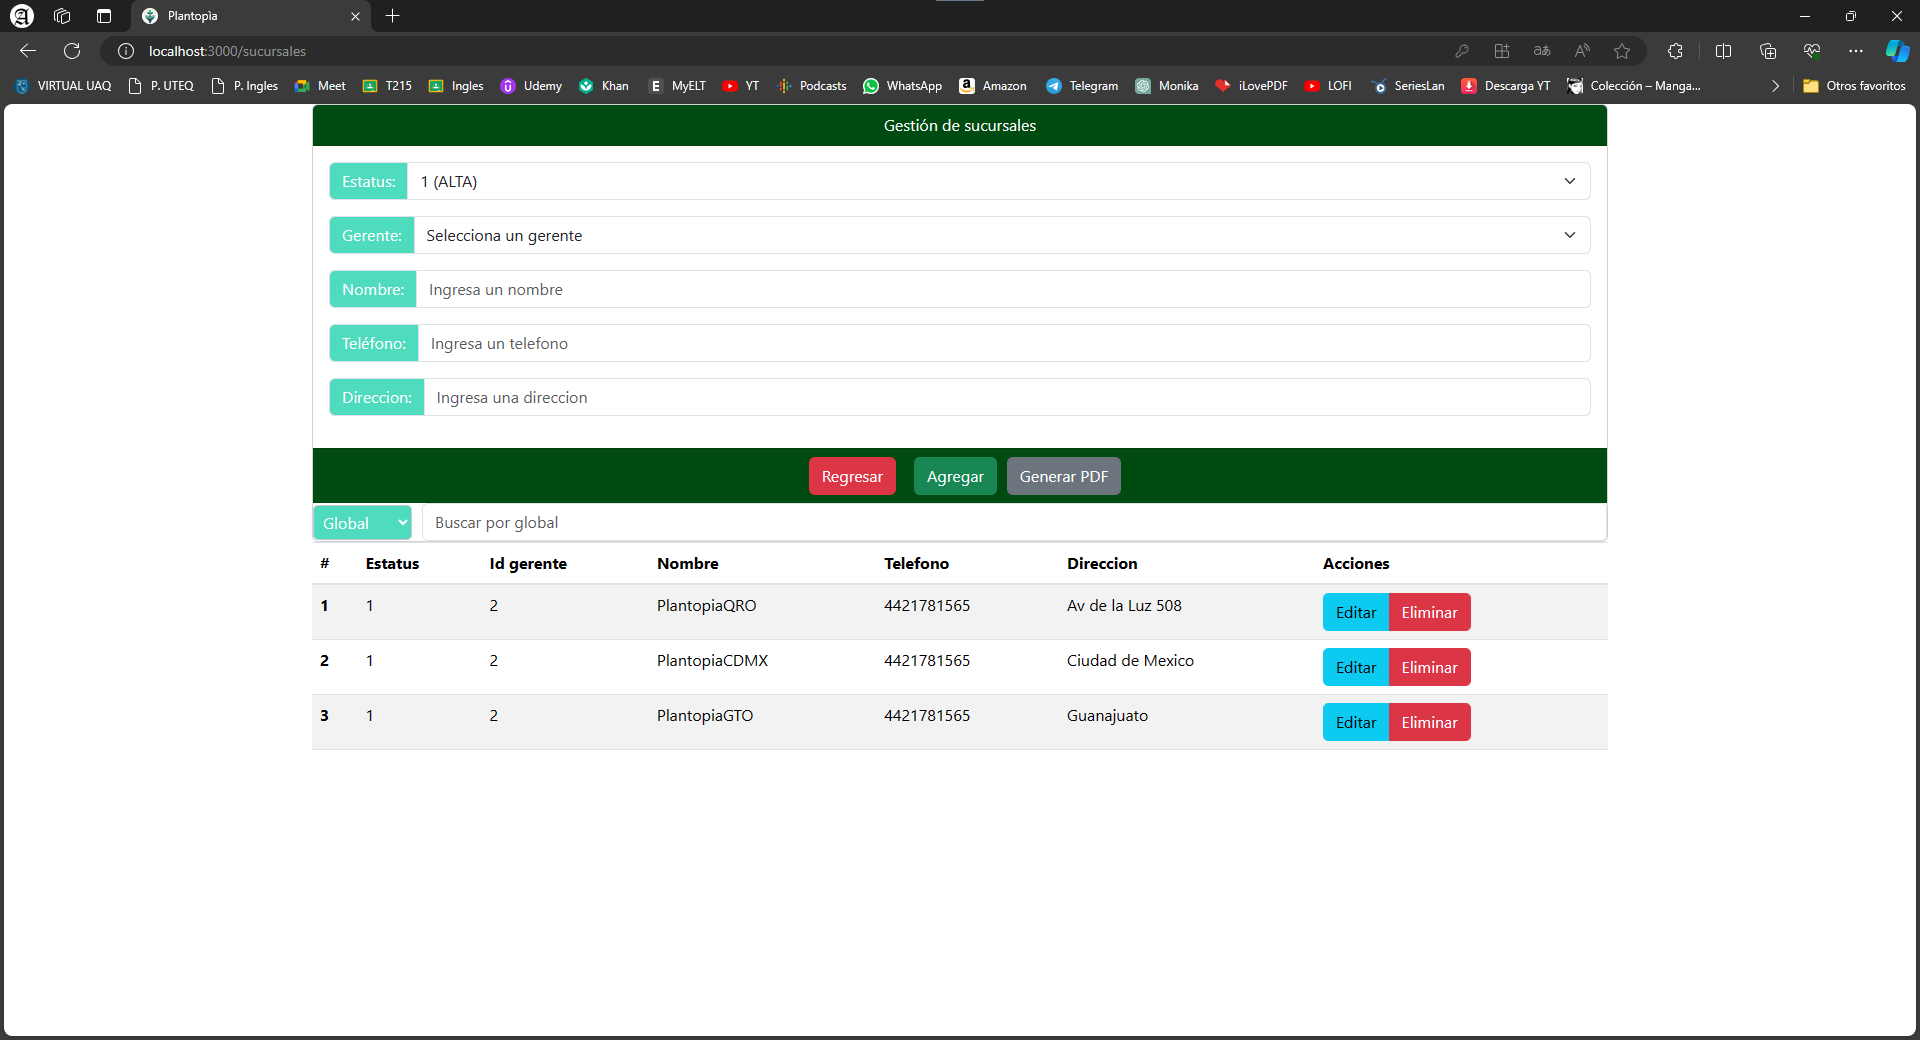 Plantopia
localhost:3000/sucursales
VIRTUAL UAQ P. UTEQ P. Ingles Meet T215 Ingles Udemy Khan MyELT YT Podcasts WhatsApp Amazon Telegram Monika iLovePDF LOFI SeriesLan Descarga YT Colección – Manga... Otros favoritos
Gestión de sucursales
Estatus: 1 (ALTA)
Gerente: Selecciona un gerente
Nombre: Ingresa un nombre
Teléfono: Ingresa un telefono
Direccion: Ingresa una direccion
Regresar Agregar Generar PDF
Global Buscar por global
# Estatus Id gerente Nombre Telefono Direccion Acciones
1 1 2 PlantopiaQRO 4421781565 Av de la Luz 508 Editar Eliminar
2 1 2 PlantopiaCDMX 4421781565 Ciudad de Mexico Editar Eliminar
3 1 2 PlantopiaGTO 4421781565 Guanajuato Editar Eliminar